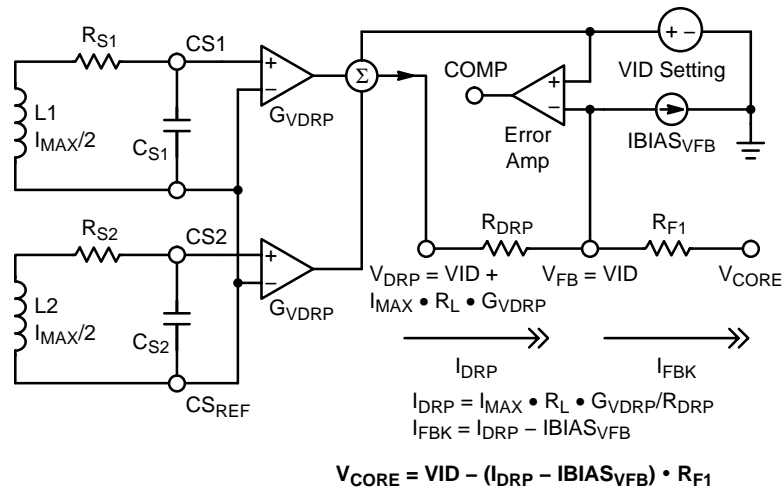 R_S1
CS1
+
−
G_VDRP
L1
I_MAX/2
C_S1
Σ
+ −
VID Setting
COMP
+
−
Error
Amp
IBIAS_VFB
R_S2
CS2
+
−
G_VDRP
L2
I_MAX/2
C_S2
CS_REF
R_DRP
R_F1
V_DRP = VID +
I_MAX • R_L • G_VDRP
V_FB = VID
V_CORE
I_DRP
I_FBK
I_DRP = I_MAX • R_L • G_VDRP/R_DRP
I_FBK = I_DRP − IBIAS_VFB
V_CORE = VID − (I_DRP − IBIAS_VFB) • R_F1